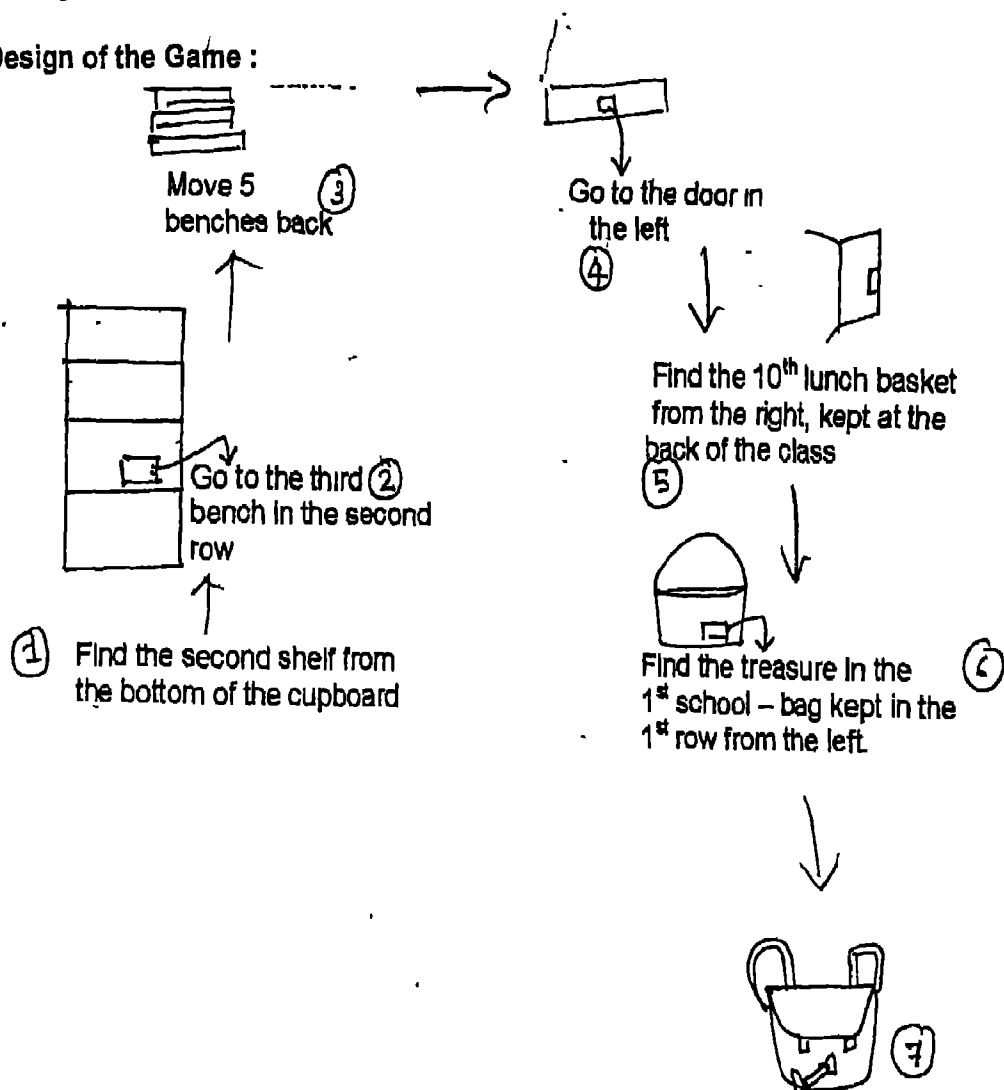 Design of the Game :
Move 5 ③
benches back
Go to the door in
the left
④
Find the 10th lunch basket
from the right, kept at the
back of the class
⑤
Go to the third ②
bench in the second
row
① Find the second shelf from
the bottom of the cupboard
Find the treasure in the ⑥
1st school – bag kept in the
1st row from the left.
⑦